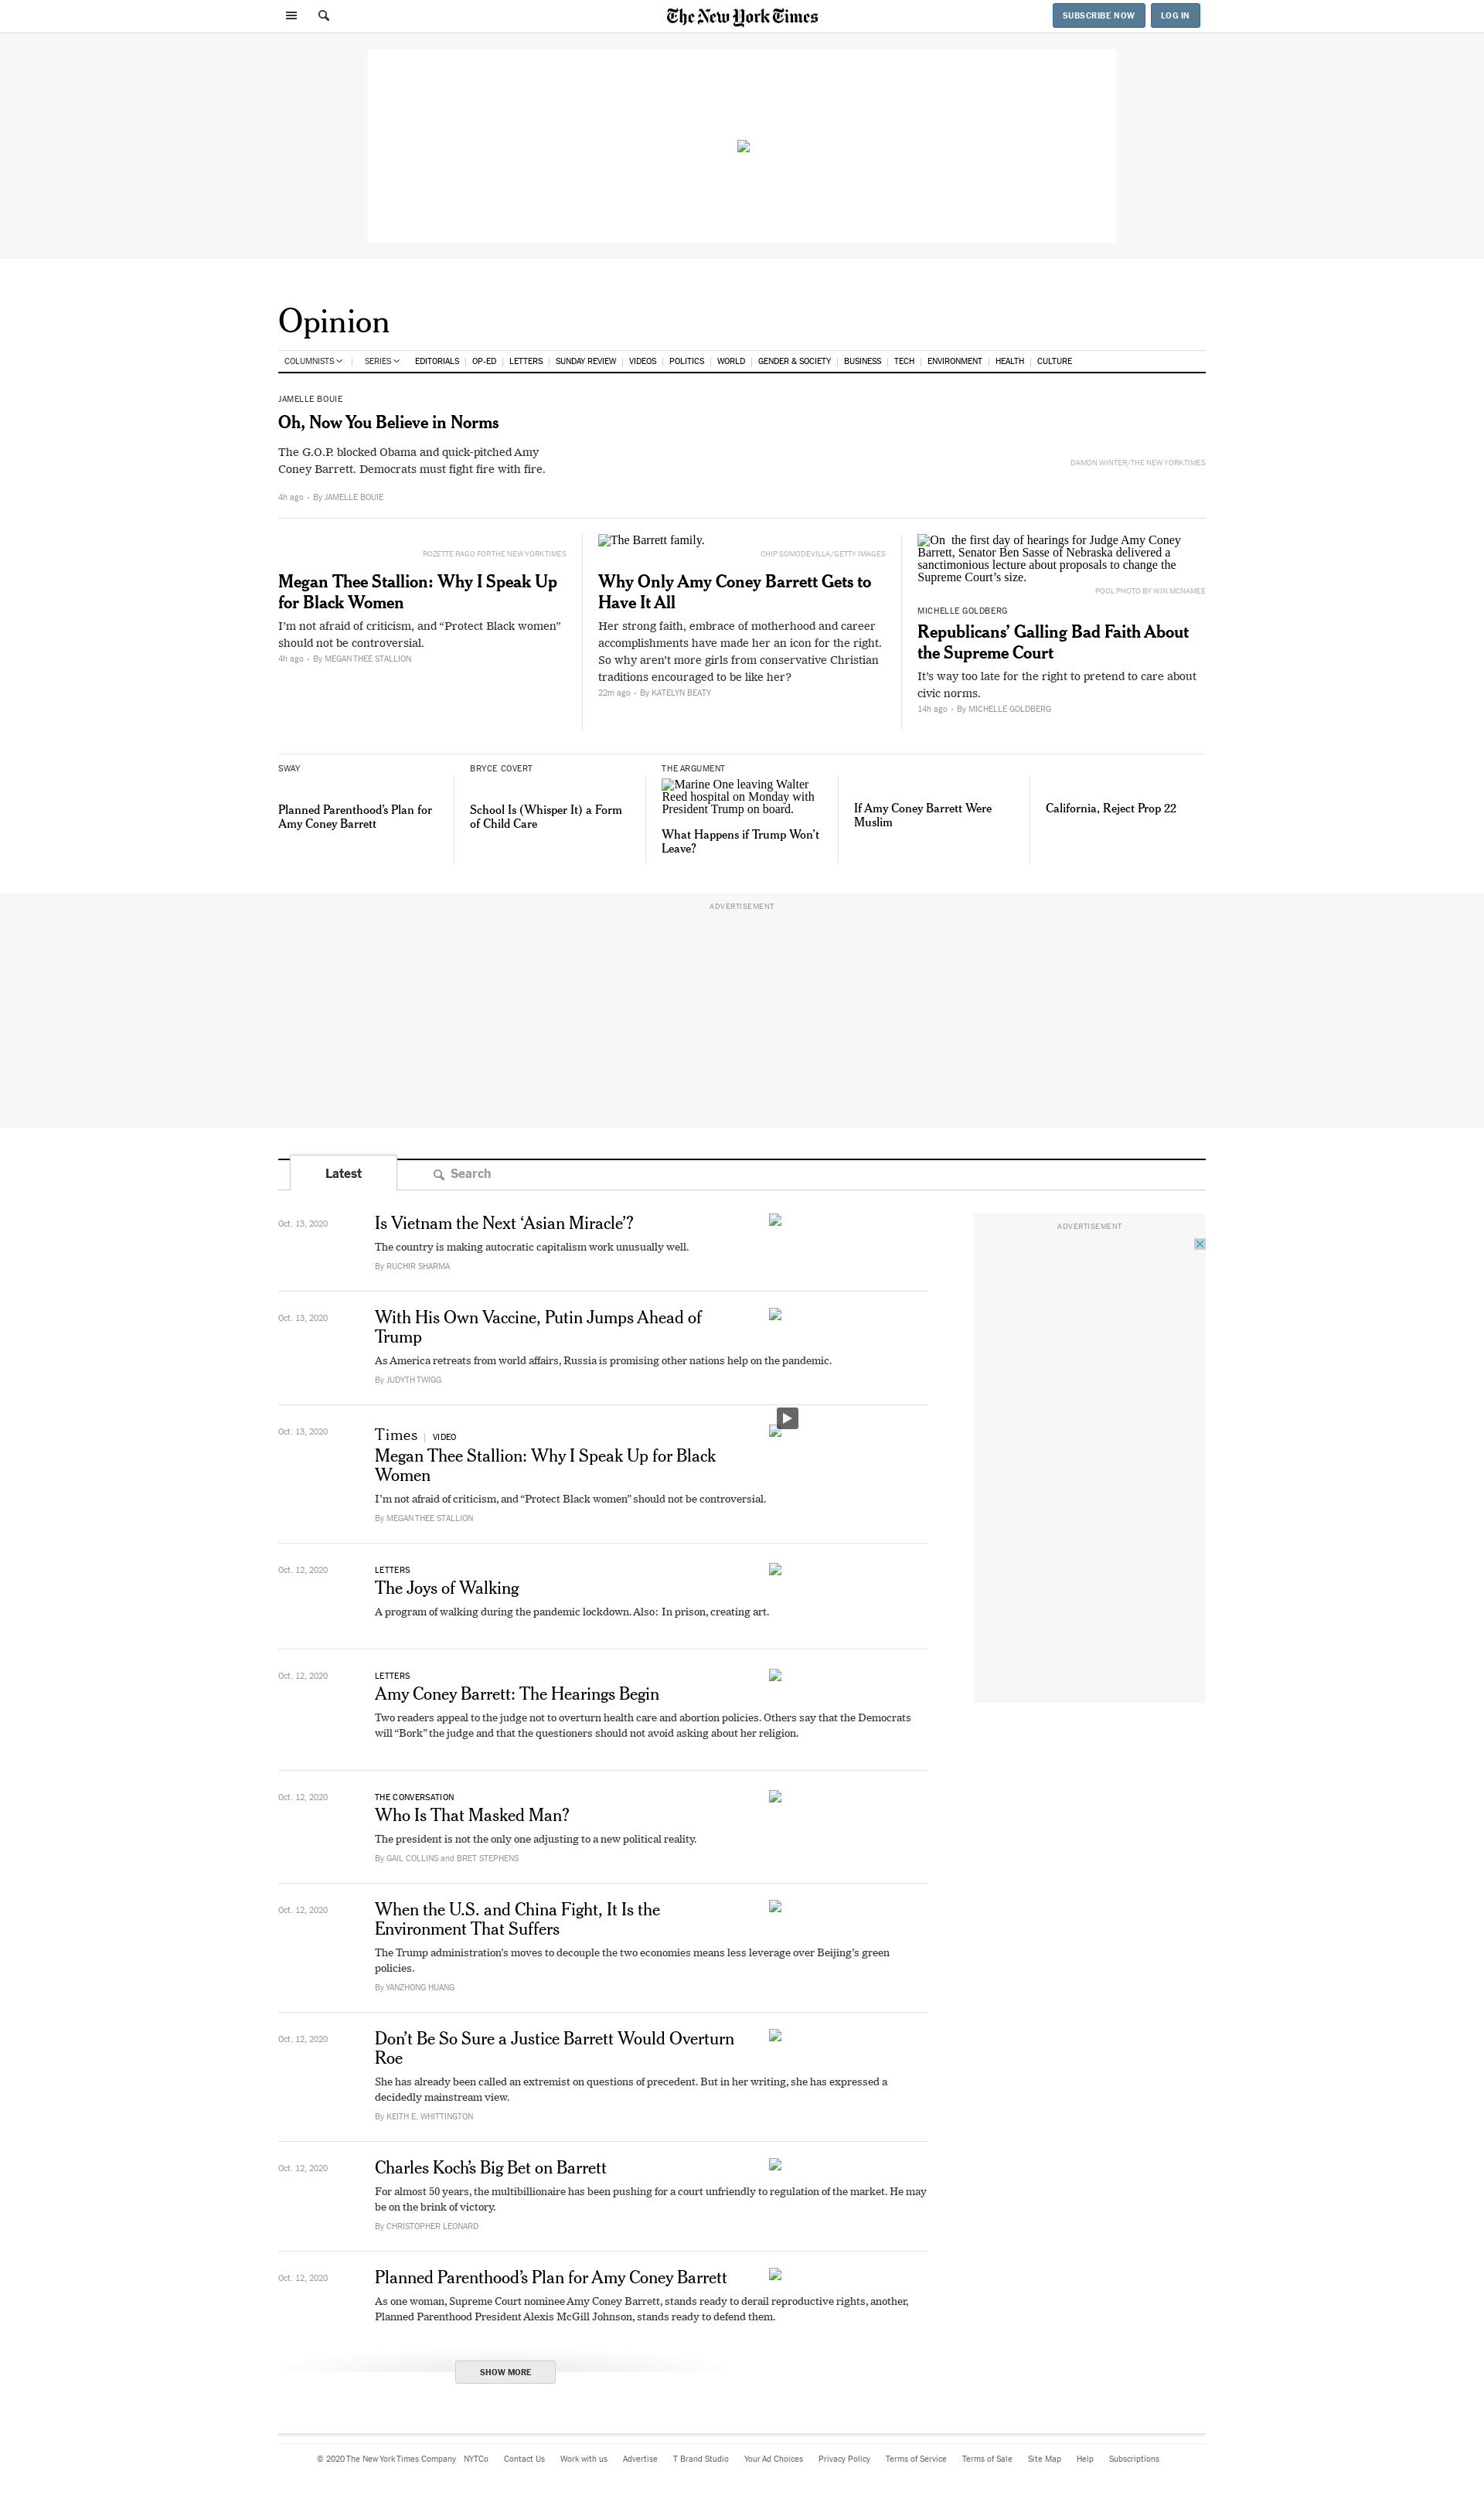 The New York Times
SUBSCRIBE NOW
LOG IN
Opinion
COLUMNISTS
SERIES
EDITORIALS
OP-ED
LETTERS
SUNDAY REVIEW
VIDEOS
POLITICS
WORLD
GENDER & SOCIETY
BUSINESS
TECH
ENVIRONMENT
HEALTH
CULTURE
JAMELLE BOUIE
Oh, Now You Believe in Norms
The G.O.P. blocked Obama and quick-pitched Amy
Coney Barrett. Democrats must fight fire with fire.
4h ago • By JAMELLE BOUIE
DAMON WINTER/THE NEW YORK TIMES
ROZETTE RAGO FOR THE NEW YORK TIMES
Megan Thee Stallion: Why I Speak Up
for Black Women
I’m not afraid of criticism, and “Protect Black women”
should not be controversial.
4h ago • By MEGAN THEE STALLION
The Barrett family.
CHIP SOMODEVILLA/GETTY IMAGES
Why Only Amy Coney Barrett Gets to
Have It All
Her strong faith, embrace of motherhood and career
accomplishments have made her an icon for the right.
So why aren’t more girls from conservative Christian
traditions encouraged to be like her?
22m ago • By KATELYN BEATY
On the first day of hearings for Judge Amy Coney
Barrett, Senator Ben Sasse of Nebraska delivered a
sanctimonious lecture about proposals to change the
Supreme Court’s size.
POOL PHOTO BY WIN MCNAMEE
MICHELLE GOLDBERG
Republicans’ Galling Bad Faith About
the Supreme Court
It’s way too late for the right to pretend to care about
civic norms.
14h ago • By MICHELLE GOLDBERG
SWAY
Planned Parenthood’s Plan for
Amy Coney Barrett
BRYCE COVERT
School Is (Whisper It) a Form
of Child Care
THE ARGUMENT
Marine One leaving Walter
Reed hospital on Monday with
President Trump on board.
What Happens if Trump Won’t
Leave?
If Amy Coney Barrett Were
Muslim
California, Reject Prop 22
ADVERTISEMENT
Latest
Search
ADVERTISEMENT
Oct. 13, 2020
Is Vietnam the Next ‘Asian Miracle’?
The country is making autocratic capitalism work unusually well.
By RUCHIR SHARMA
Oct. 13, 2020
With His Own Vaccine, Putin Jumps Ahead of
Trump
As America retreats from world affairs, Russia is promising other nations help on the pandemic.
By JUDYTH TWIGG
Oct. 13, 2020
Times | VIDEO
Megan Thee Stallion: Why I Speak Up for Black
Women
I’m not afraid of criticism, and “Protect Black women” should not be controversial.
By MEGAN THEE STALLION
Oct. 12, 2020
LETTERS
The Joys of Walking
A program of walking during the pandemic lockdown. Also: In prison, creating art.
Oct. 12, 2020
LETTERS
Amy Coney Barrett: The Hearings Begin
Two readers appeal to the judge not to overturn health care and abortion policies. Others say that the Democrats
will “Bork” the judge and that the questioners should not avoid asking about her religion.
Oct. 12, 2020
THE CONVERSATION
Who Is That Masked Man?
The president is not the only one adjusting to a new political reality.
By GAIL COLLINS and BRET STEPHENS
Oct. 12, 2020
When the U.S. and China Fight, It Is the
Environment That Suffers
The Trump administration’s moves to decouple the two economies means less leverage over Beijing’s green
policies.
By YANZHONG HUANG
Oct. 12, 2020
Don’t Be So Sure a Justice Barrett Would Overturn
Roe
She has already been called an extremist on questions of precedent. But in her writing, she has expressed a
decidedly mainstream view.
By KEITH E. WHITTINGTON
Oct. 12, 2020
Charles Koch’s Big Bet on Barrett
For almost 50 years, the multibillionaire has been pushing for a court unfriendly to regulation of the market. He may
be on the brink of victory.
By CHRISTOPHER LEONARD
Oct. 12, 2020
Planned Parenthood’s Plan for Amy Coney Barrett
As one woman, Supreme Court nominee Amy Coney Barrett, stands ready to derail reproductive rights, another,
Planned Parenthood President Alexis McGill Johnson, stands ready to defend them.
SHOW MORE
© 2020 The New York Times Company
NYTCo
Contact Us
Work with us
Advertise
T Brand Studio
Your Ad Choices
Privacy Policy
Terms of Service
Terms of Sale
Site Map
Help
Subscriptions